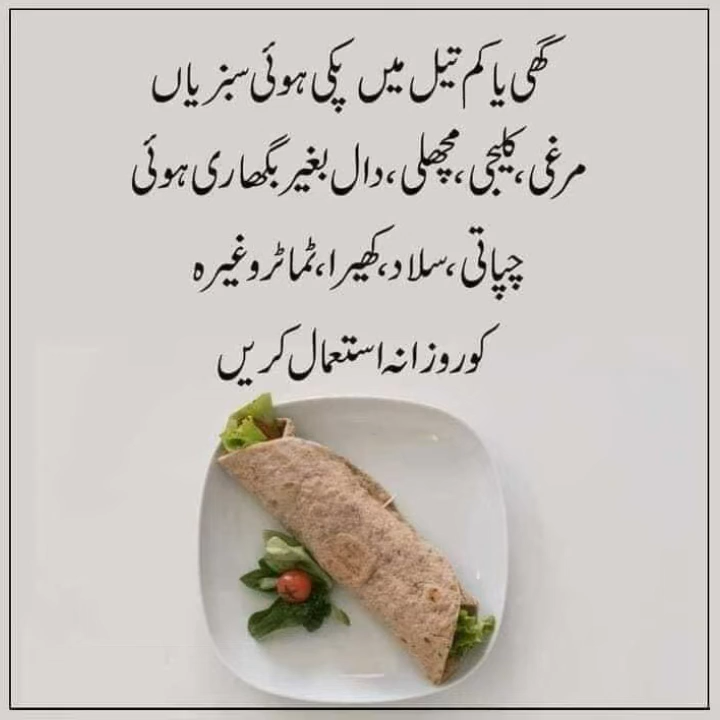 گھی یا کم تیل میں پکی ہوئی سبزیاں
مرغی، کلیجی، مچھلی، دال بغیر بگھاری ہوئی
چپاتی، سلاد، کھیرا، ٹماٹر وغیرہ
کو روزانہ استعمال کریں